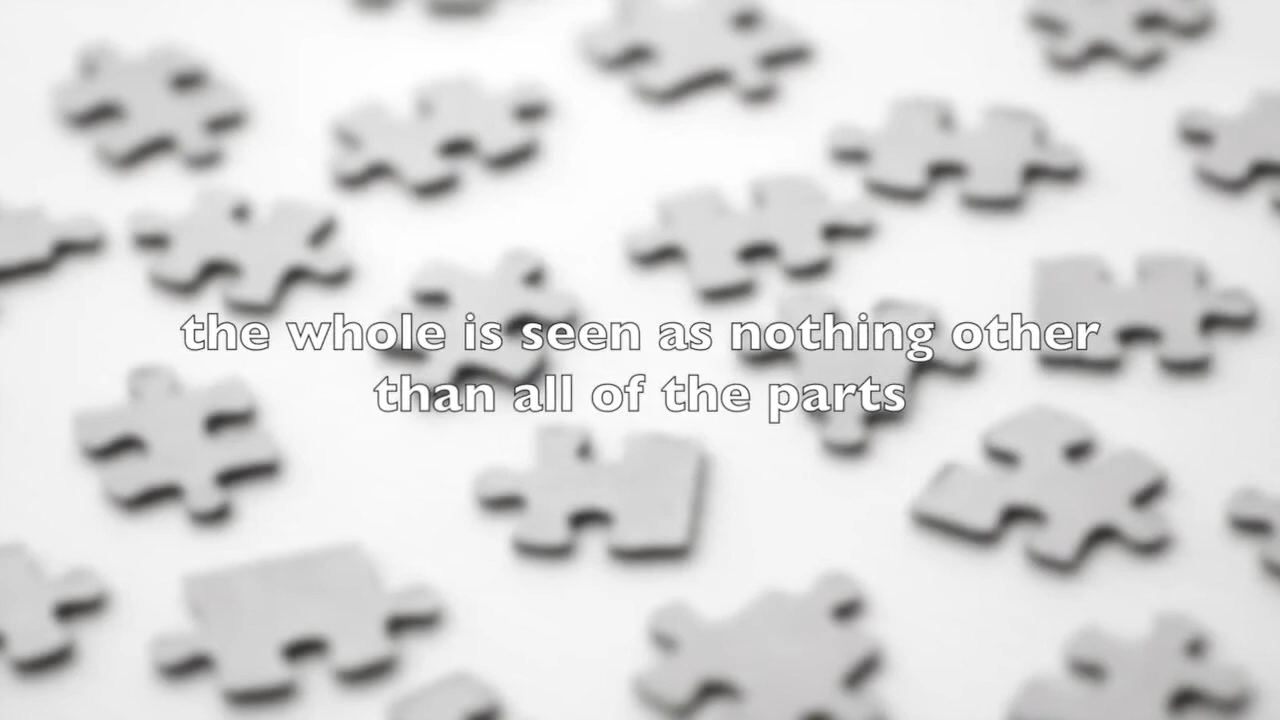 the whole is seen as nothing other
than all of the parts